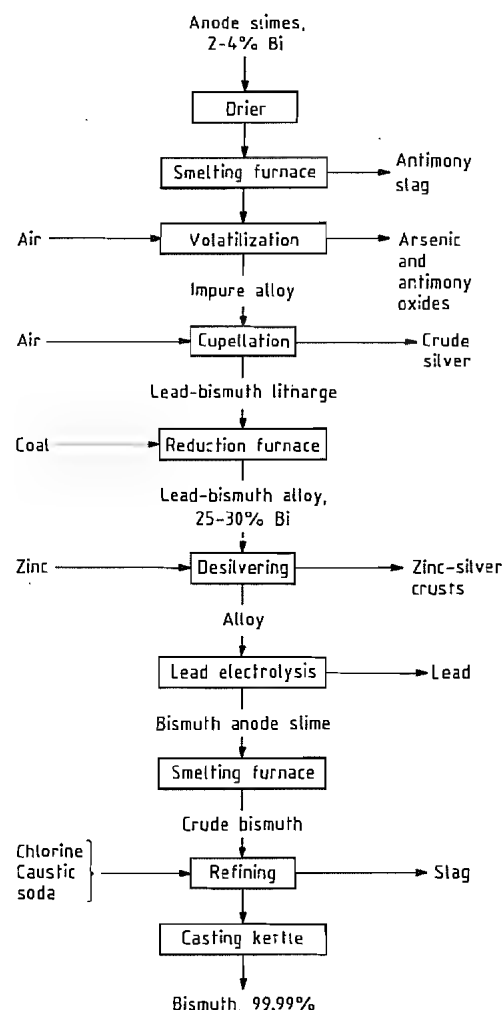 Anode slimes,
2-4% Bi
Drier
Smelting furnace
Antimony
slag
Air
Volatilization
Arsenic
and
antimony
oxides
Impure alloy
Air
Cupellation
Crude
silver
Lead-bismuth litharge
Coal
Reduction furnace
Lead-bismuth alloy,
25-30% Bi
Zinc
Desilvering
Zinc-silver
crusts
Alloy
Lead electrolysis
Lead
Bismuth anode slime
Smelting furnace
Crude bismuth
Chlorine
Caustic
soda
Refining
Slag
Casting kettle
Bismuth, 99.99%